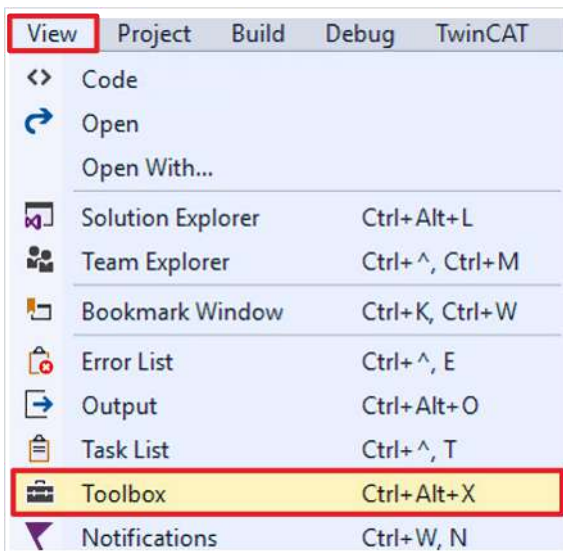 View Project Build Debug TwinCAT
Code
Open
Open With...
Solution Explorer Ctrl+Alt+L
Team Explorer Ctrl+^, Ctrl+M
Bookmark Window Ctrl+K, Ctrl+W
Error List Ctrl+^, E
Output Ctrl+Alt+O
Task List Ctrl+^, T
Toolbox Ctrl+Alt+X
Notifications Ctrl+W, N